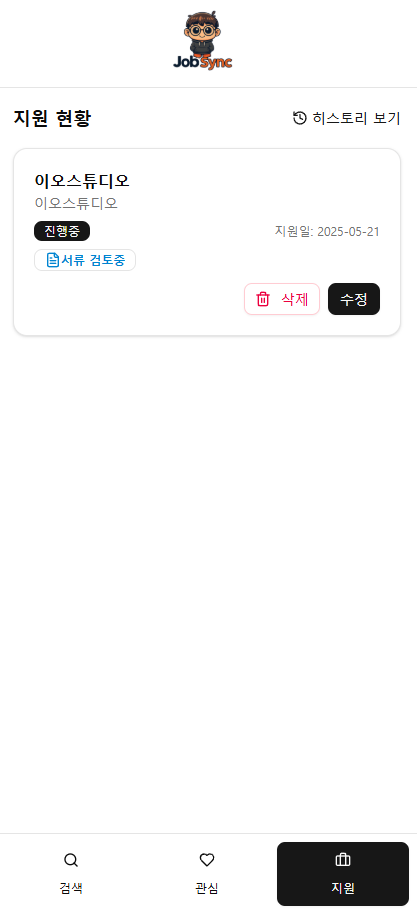 JobSync
지원 현황
히스토리 보기
이오스튜디오
이오스튜디오
진행중
지원일: 2025-05-21
서류 검토중
삭제
수정
검색
관심
지원